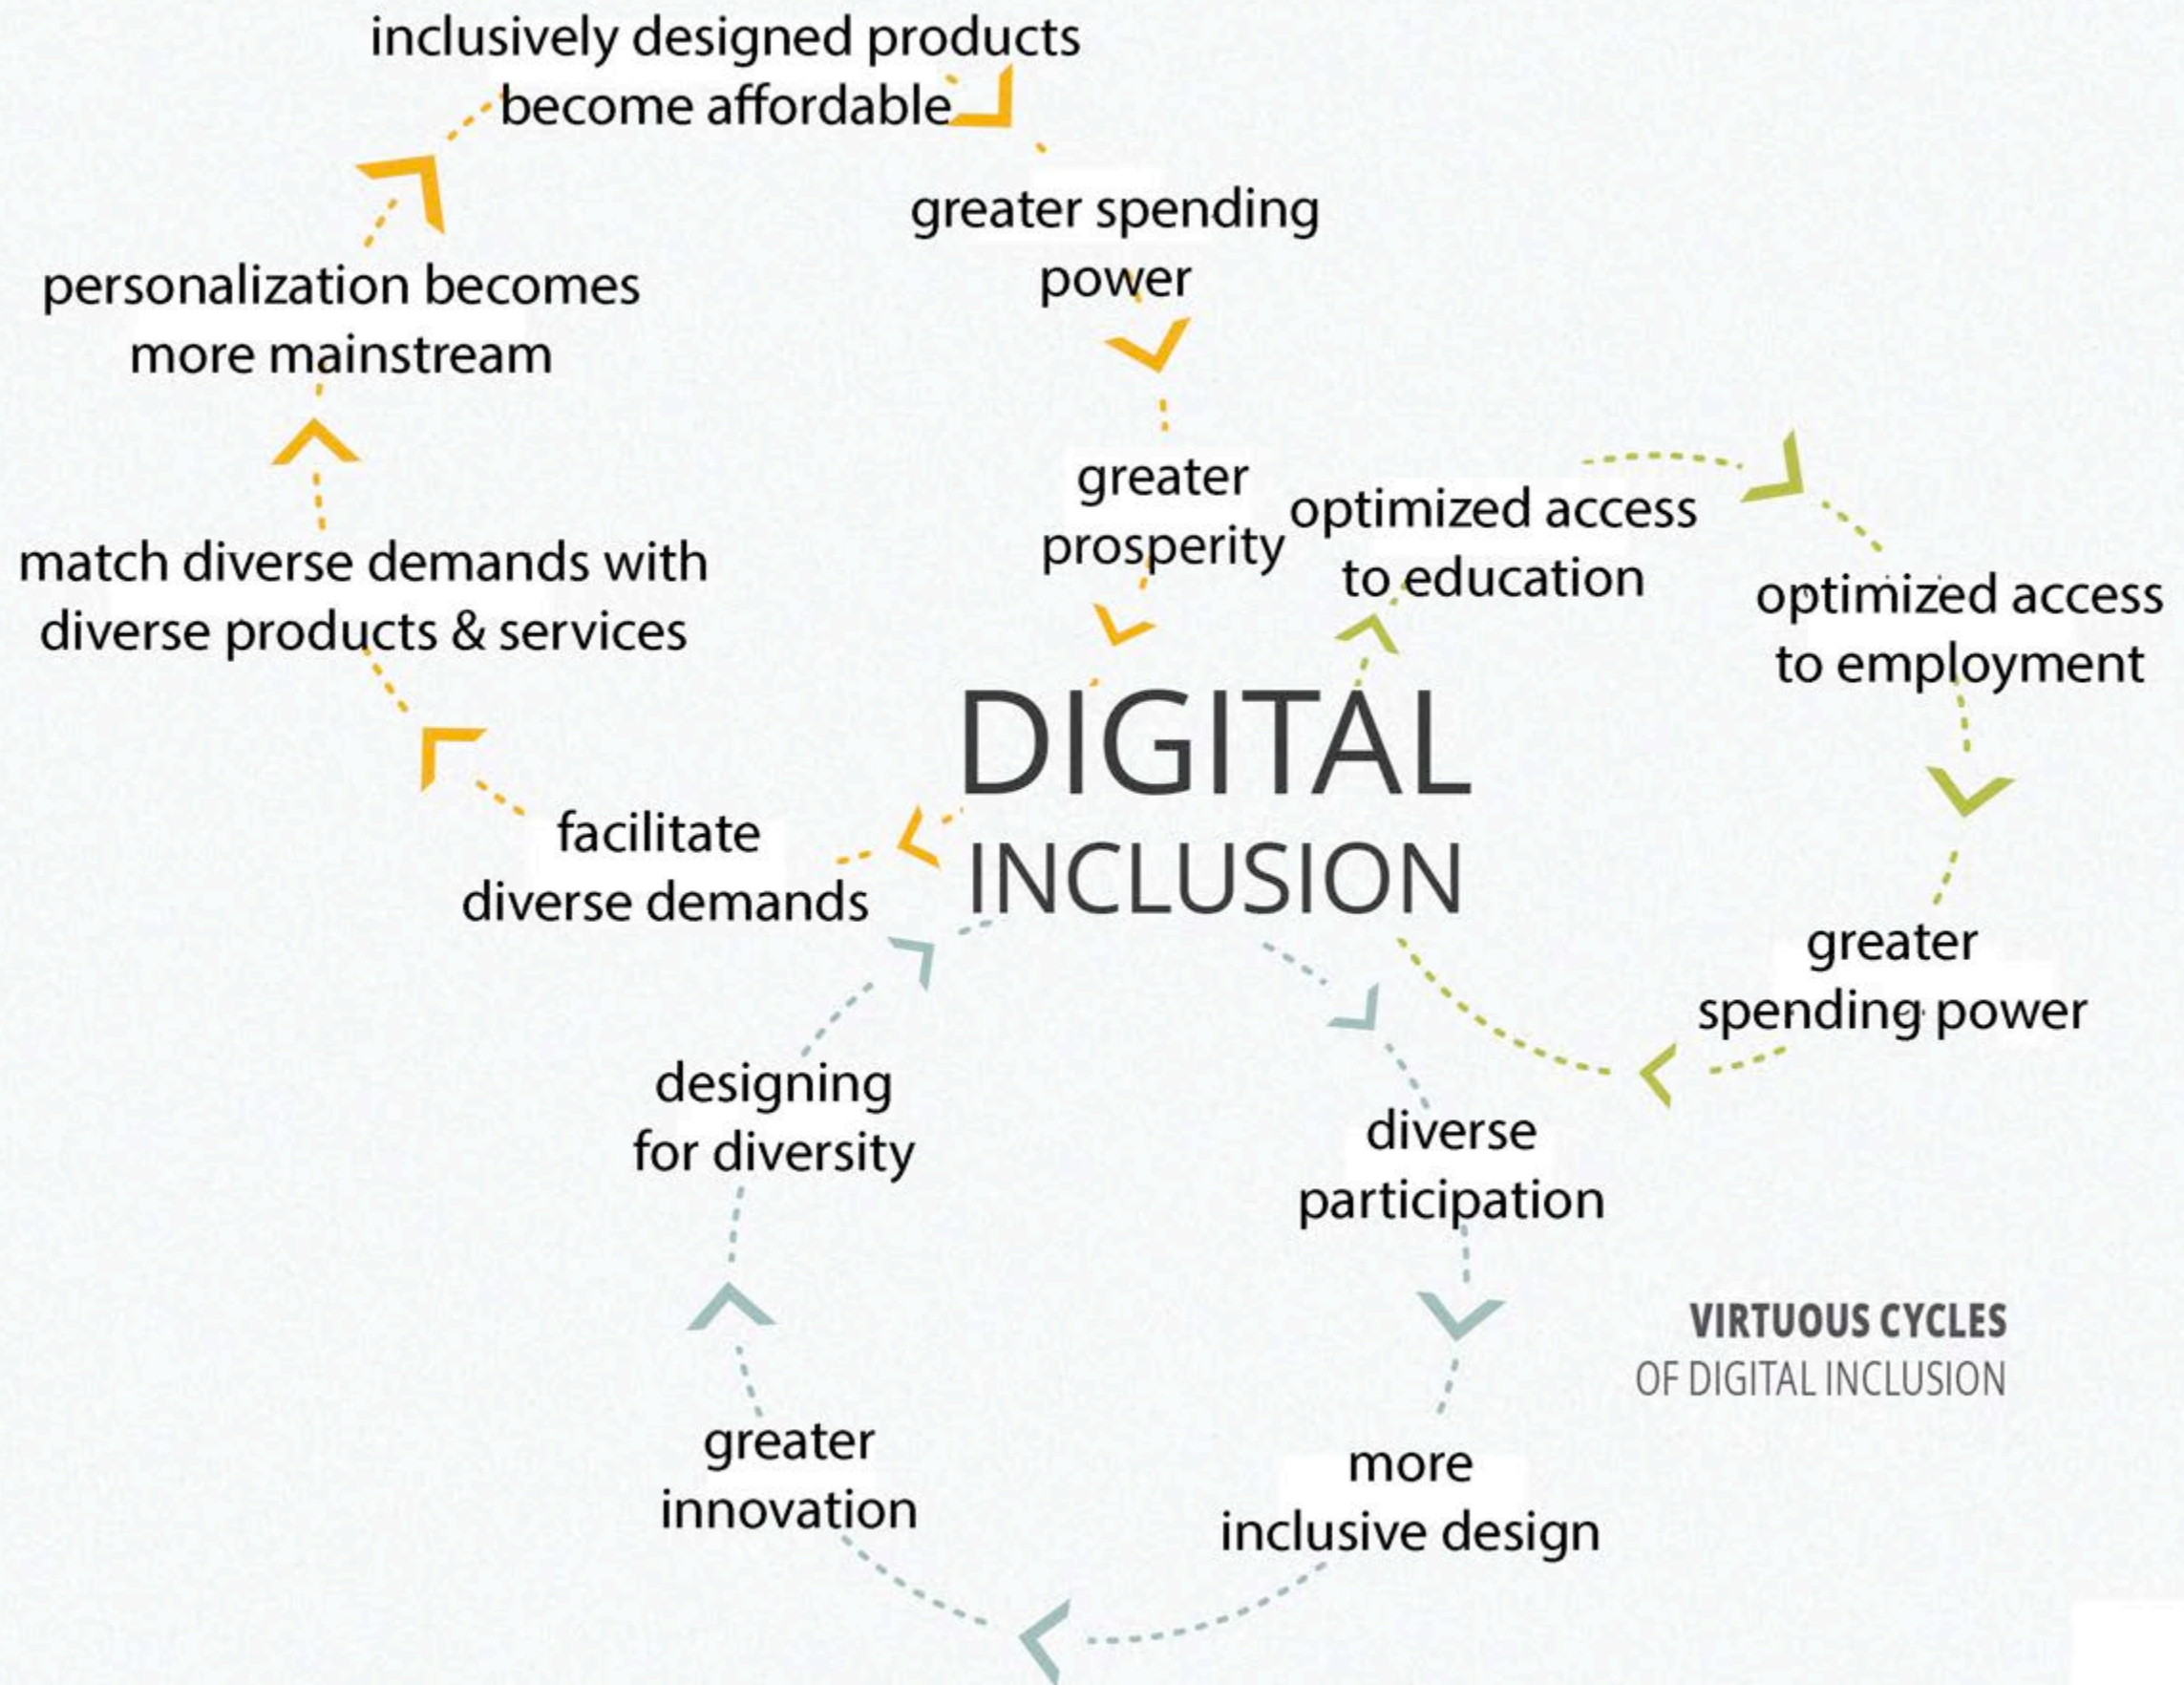 inclusively designed products
become affordable
greater spending
power
personalization becomes
more mainstream
greater
prosperity
optimized access
to education
optimized access
to employment
match diverse demands with
diverse products & services
DIGITAL
INCLUSION
facilitate
diverse demands
greater
spending power
designing
for diversity
diverse
participation
VIRTUOUS CYCLES
OF DIGITAL INCLUSION
greater
innovation
more
inclusive design